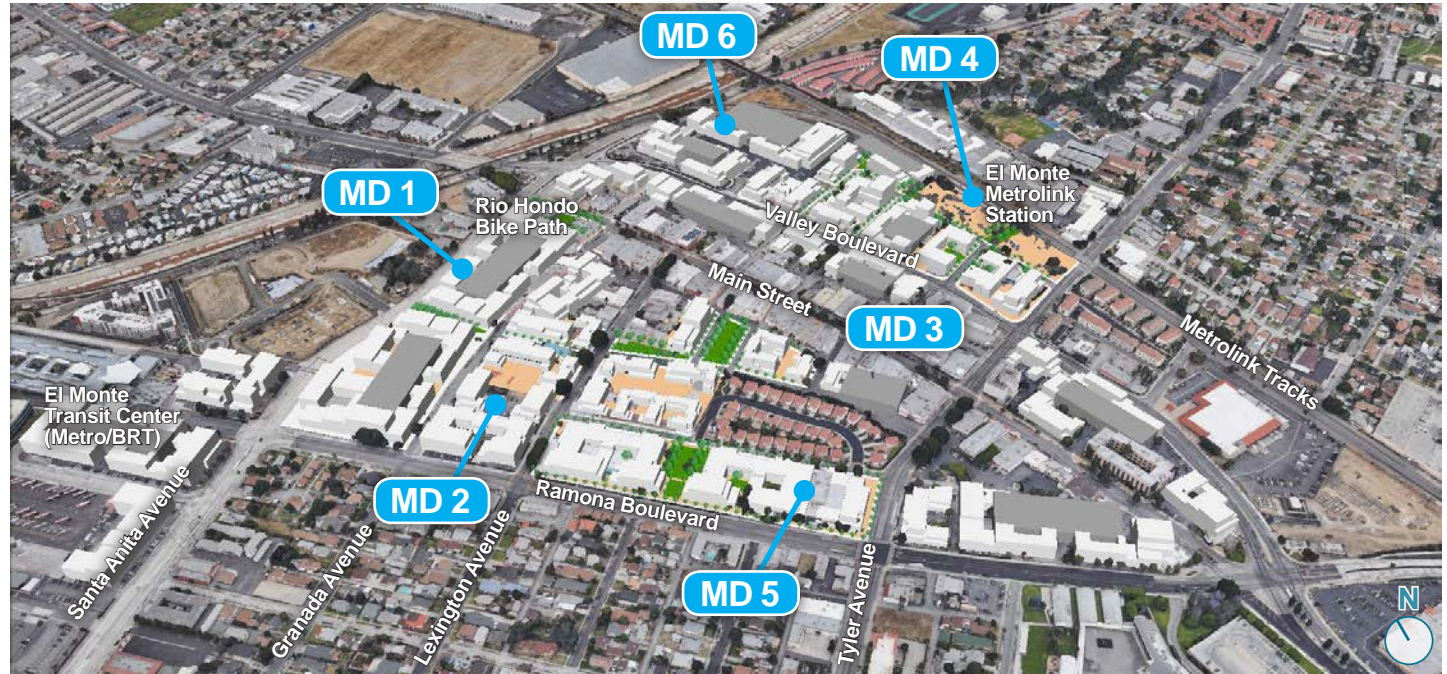 MD 6
MD 4
MD 1
Rio Hondo
Bike Path
El Monte
Metrolink
Station
Valley Boulevard
Main Street
MD 3
Metrolink Tracks
El Monte
Transit Center
(Metro/BRT)
MD 2
Ramona Boulevard
MD 5
Santa Anita Avenue
Granada Avenue
Lexington Avenue
Tyler Avenue
N